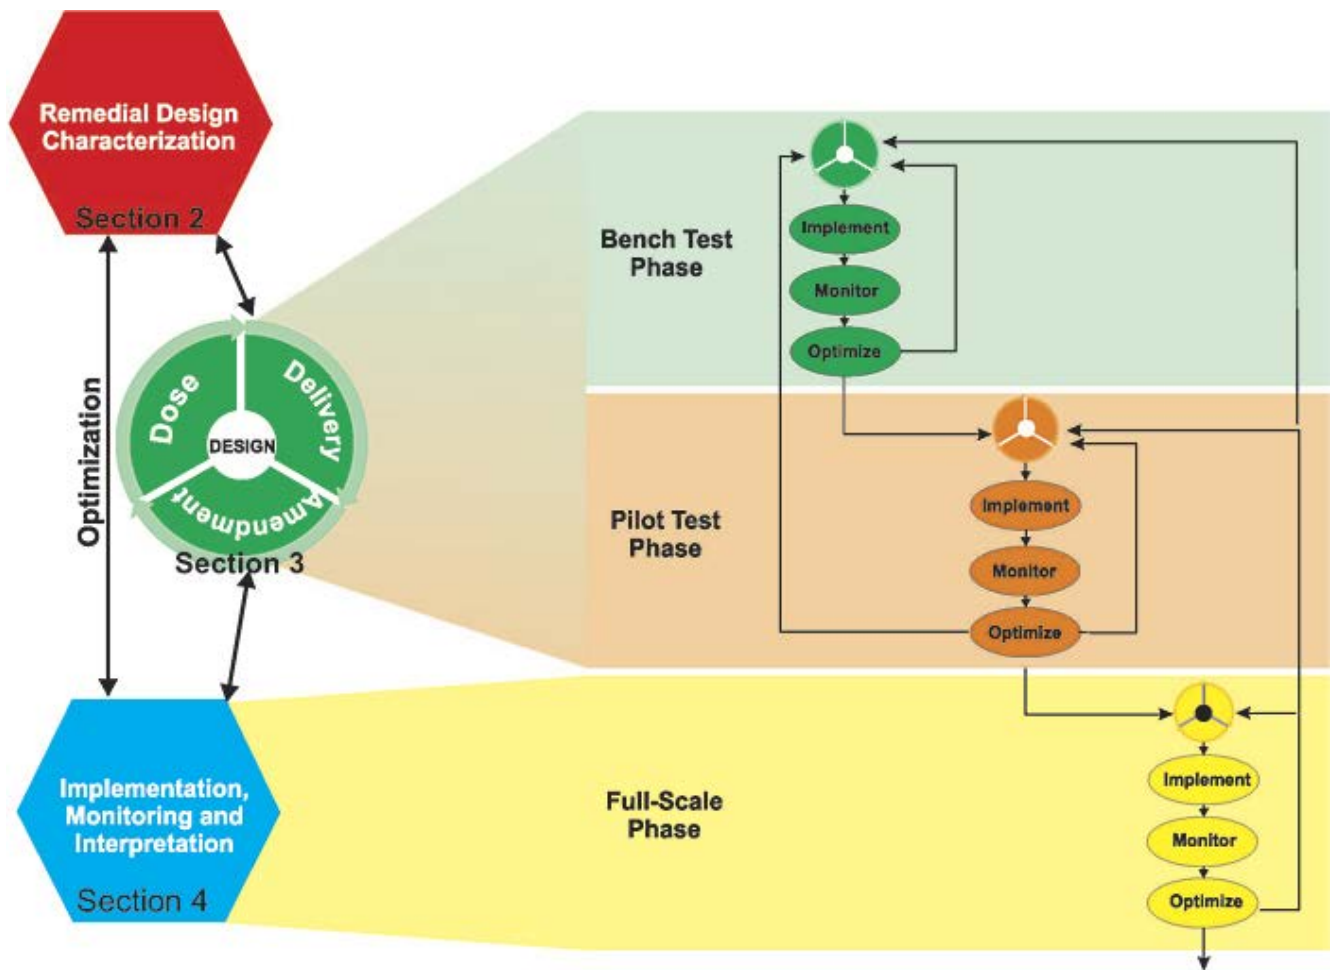 Remedial Design
Characterization
Section 2
Optimization
Dose
Delivery
Amendment
DESIGN
Section 3
Implementation,
Monitoring and
Interpretation
Section 4
Bench Test
Phase
Implement
Monitor
Optimize
Pilot Test
Phase
Implement
Monitor
Optimize
Full-Scale
Phase
Implement
Monitor
Optimize